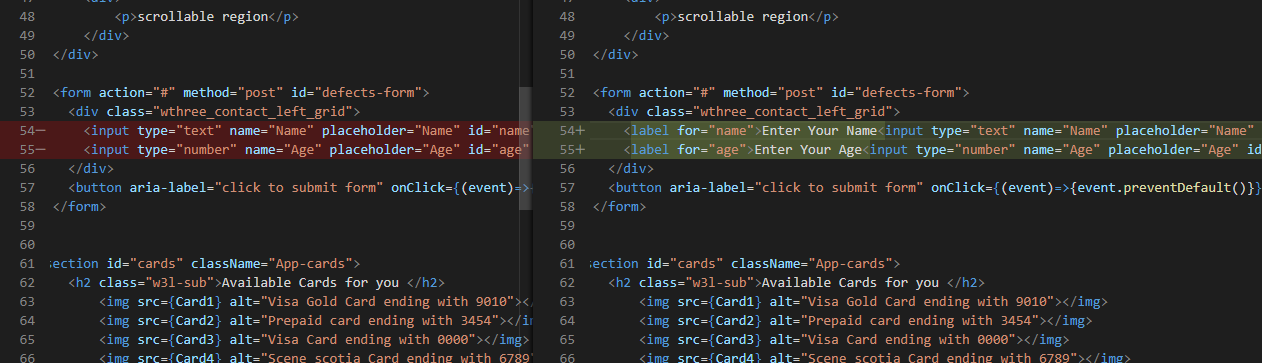 47 <div>
48 <p>scrollable region</p>
49 </div>
50 </div>
51
52 <form action="#" method="post" id="defects-form">
53 <div class="wthree_contact_left_grid">
54— <input type="text" name="Name" placeholder="Name" id="name
55— <input type="number" name="Age" placeholder="Age" id="age"
56 </div>
57 <button aria-label="click to submit form" onClick={(event)=>
58 </form>
59
60
61 section id="cards" className="App-cards">
62 <h2 class="w3l-sub">Available Cards for you </h2>
63 <img src={Card1} alt="Visa Gold Card ending with 9010"></
64 <img src={Card2} alt="Prepaid card ending with 3454"></im
65 <img src={Card3} alt="Visa Card ending with 0000"></img>
66 <img src={Card4} alt="Scene scotia Card ending with 6789"
48 <p>scrollable region</p>
49 </div>
50 </div>
51
52 <form action="#" method="post" id="defects-form">
53 <div class="wthree_contact_left_grid">
54+ <label for="name">Enter Your Name<input type="text" name="Name" placeholder="Name"
55+ <label for="age">Enter Your Age<input type="number" name="Age" placeholder="Age" id
56 </div>
57 <button aria-label="click to submit form" onClick={(event)=>{event.preventDefault()}}
58 </form>
59
60
61 section id="cards" className="App-cards">
62 <h2 class="w3l-sub">Available Cards for you </h2>
63 <img src={Card1} alt="Visa Gold Card ending with 9010"></img>
64 <img src={Card2} alt="Prepaid card ending with 3454"></img>
65 <img src={Card3} alt="Visa Card ending with 0000"></img>
66 <img src={Card4} alt="Scene scotia Card ending with 6789"></img>